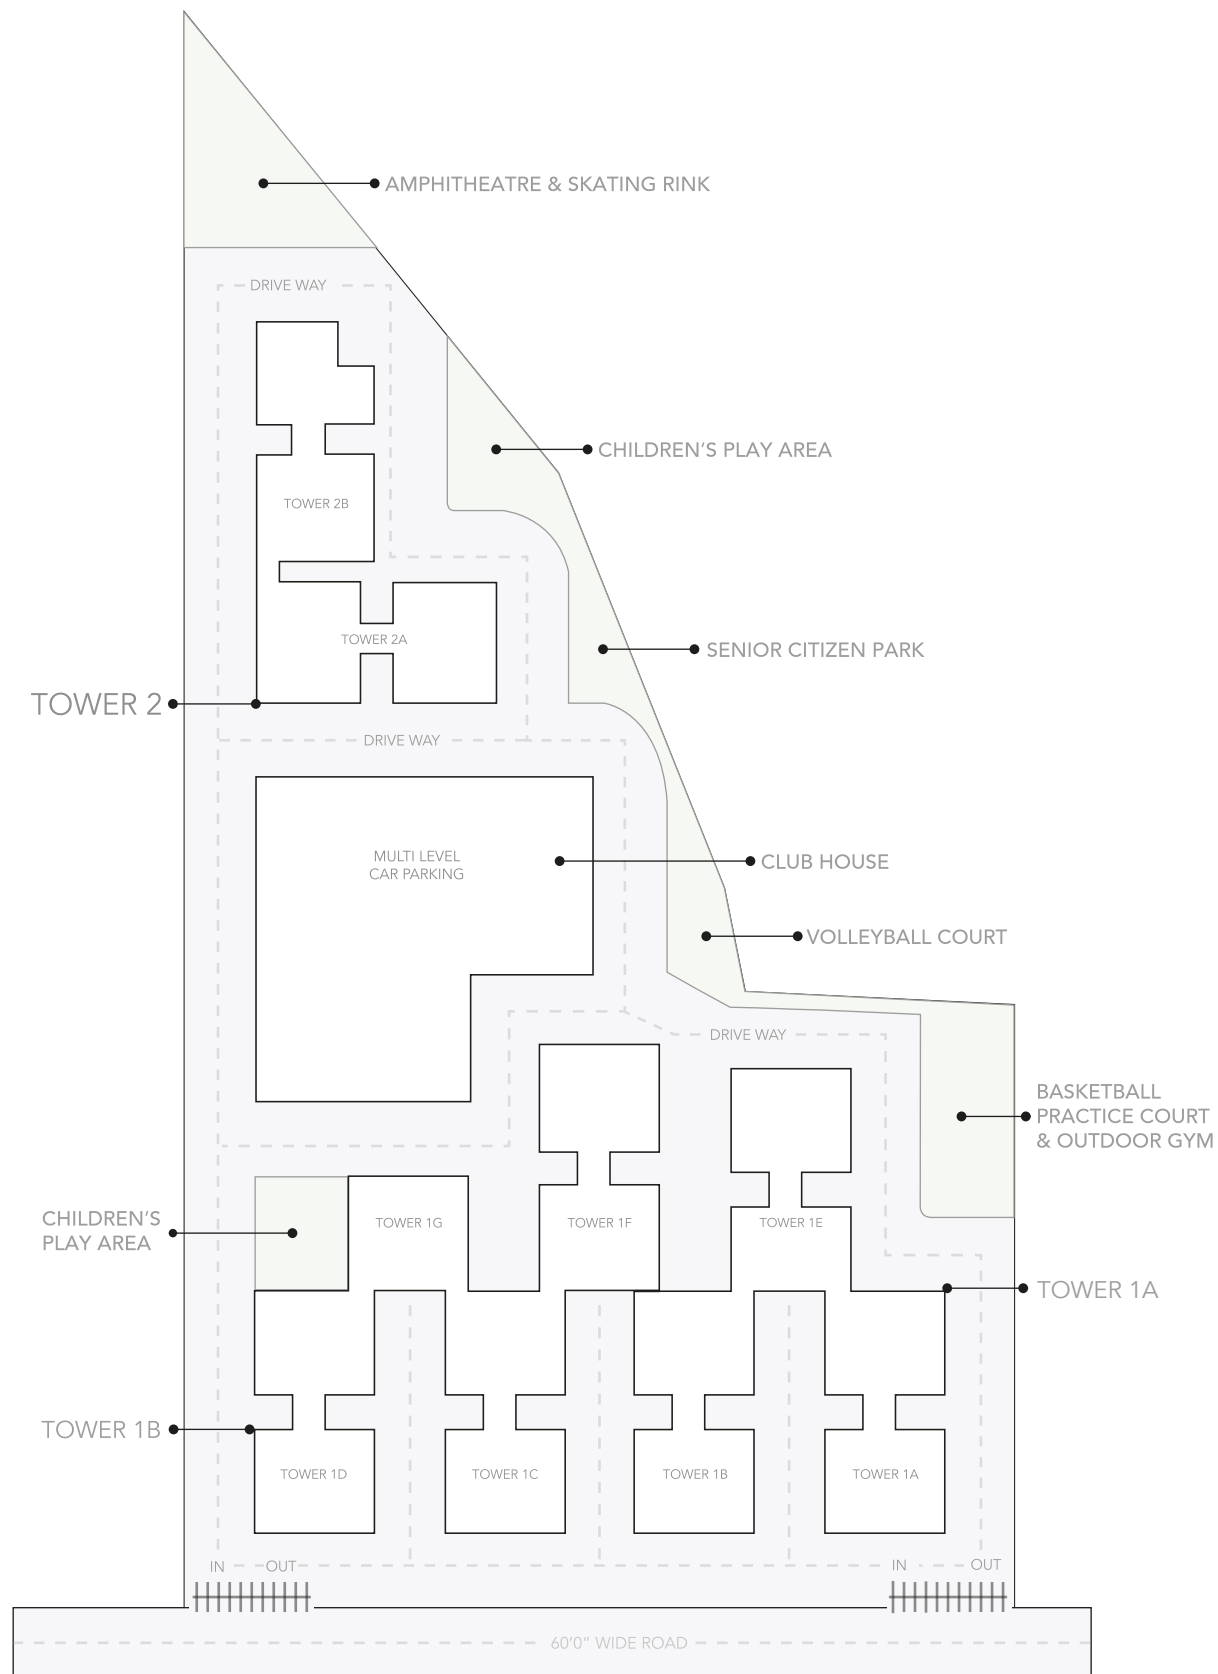 AMPHITHEATRE & SKATING RINK
DRIVE WAY
CHILDREN'S PLAY AREA
TOWER 2B
TOWER 2A
SENIOR CITIZEN PARK
TOWER 2
DRIVE WAY
MULTI LEVEL
CAR PARKING
CLUB HOUSE
VOLLEYBALL COURT
DRIVE WAY
BASKETBALL
PRACTICE COURT
& OUTDOOR GYM
CHILDREN'S
PLAY AREA
TOWER 1G
TOWER 1F
TOWER 1E
TOWER 1A
TOWER 1B
TOWER 1D
TOWER 1C
TOWER 1B
TOWER 1A
IN
OUT
IN
OUT
60'0" WIDE ROAD